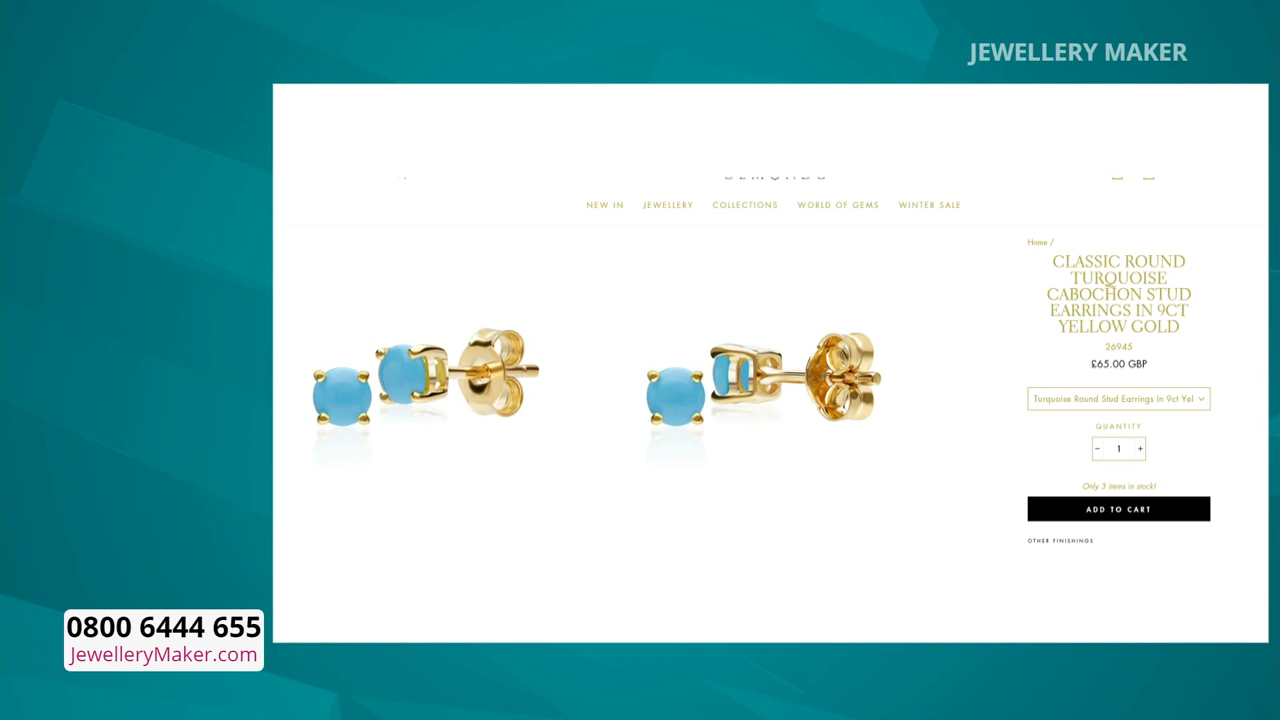 JEWELLERY MAKER
NEW IN JEWELLERY COLLECTIONS WORLD OF GEMS WINTER SALE
Home /
CLASSIC ROUND
TURQUOISE
CABOCHON STUD
EARRINGS IN 9CT
YELLOW GOLD
26945
£65.00 GBP
Turquoise Round Stud Earrings In 9ct Yel
QUANTITY
− 1 +
Only 3 items in stock!
ADD TO CART
OTHER FINISHINGS
0800 6444 655
JewelleryMaker.com